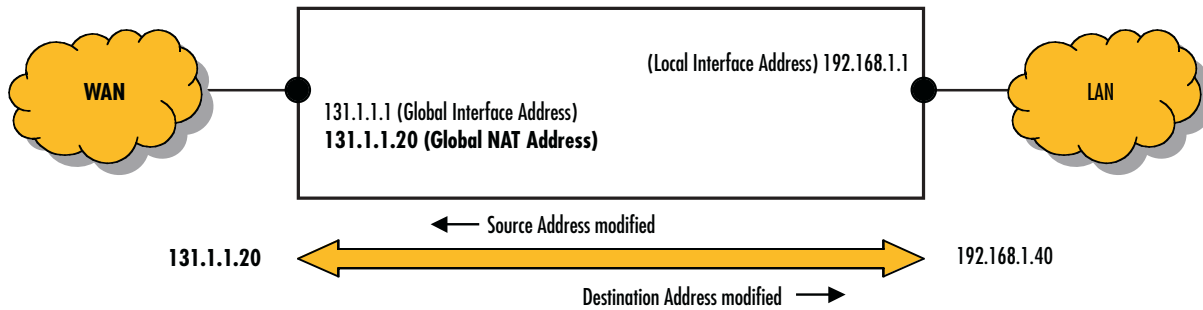 WAN
(Local Interface Address) 192.168.1.1
LAN
131.1.1.1 (Global Interface Address)
131.1.1.20 (Global NAT Address)
Source Address modified
131.1.1.20
192.168.1.40
Destination Address modified